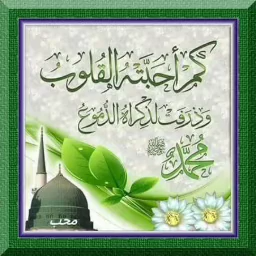 كم أحبته القلوب
وذرفت لذكراه الدموع
ﷺ
محمد
محب